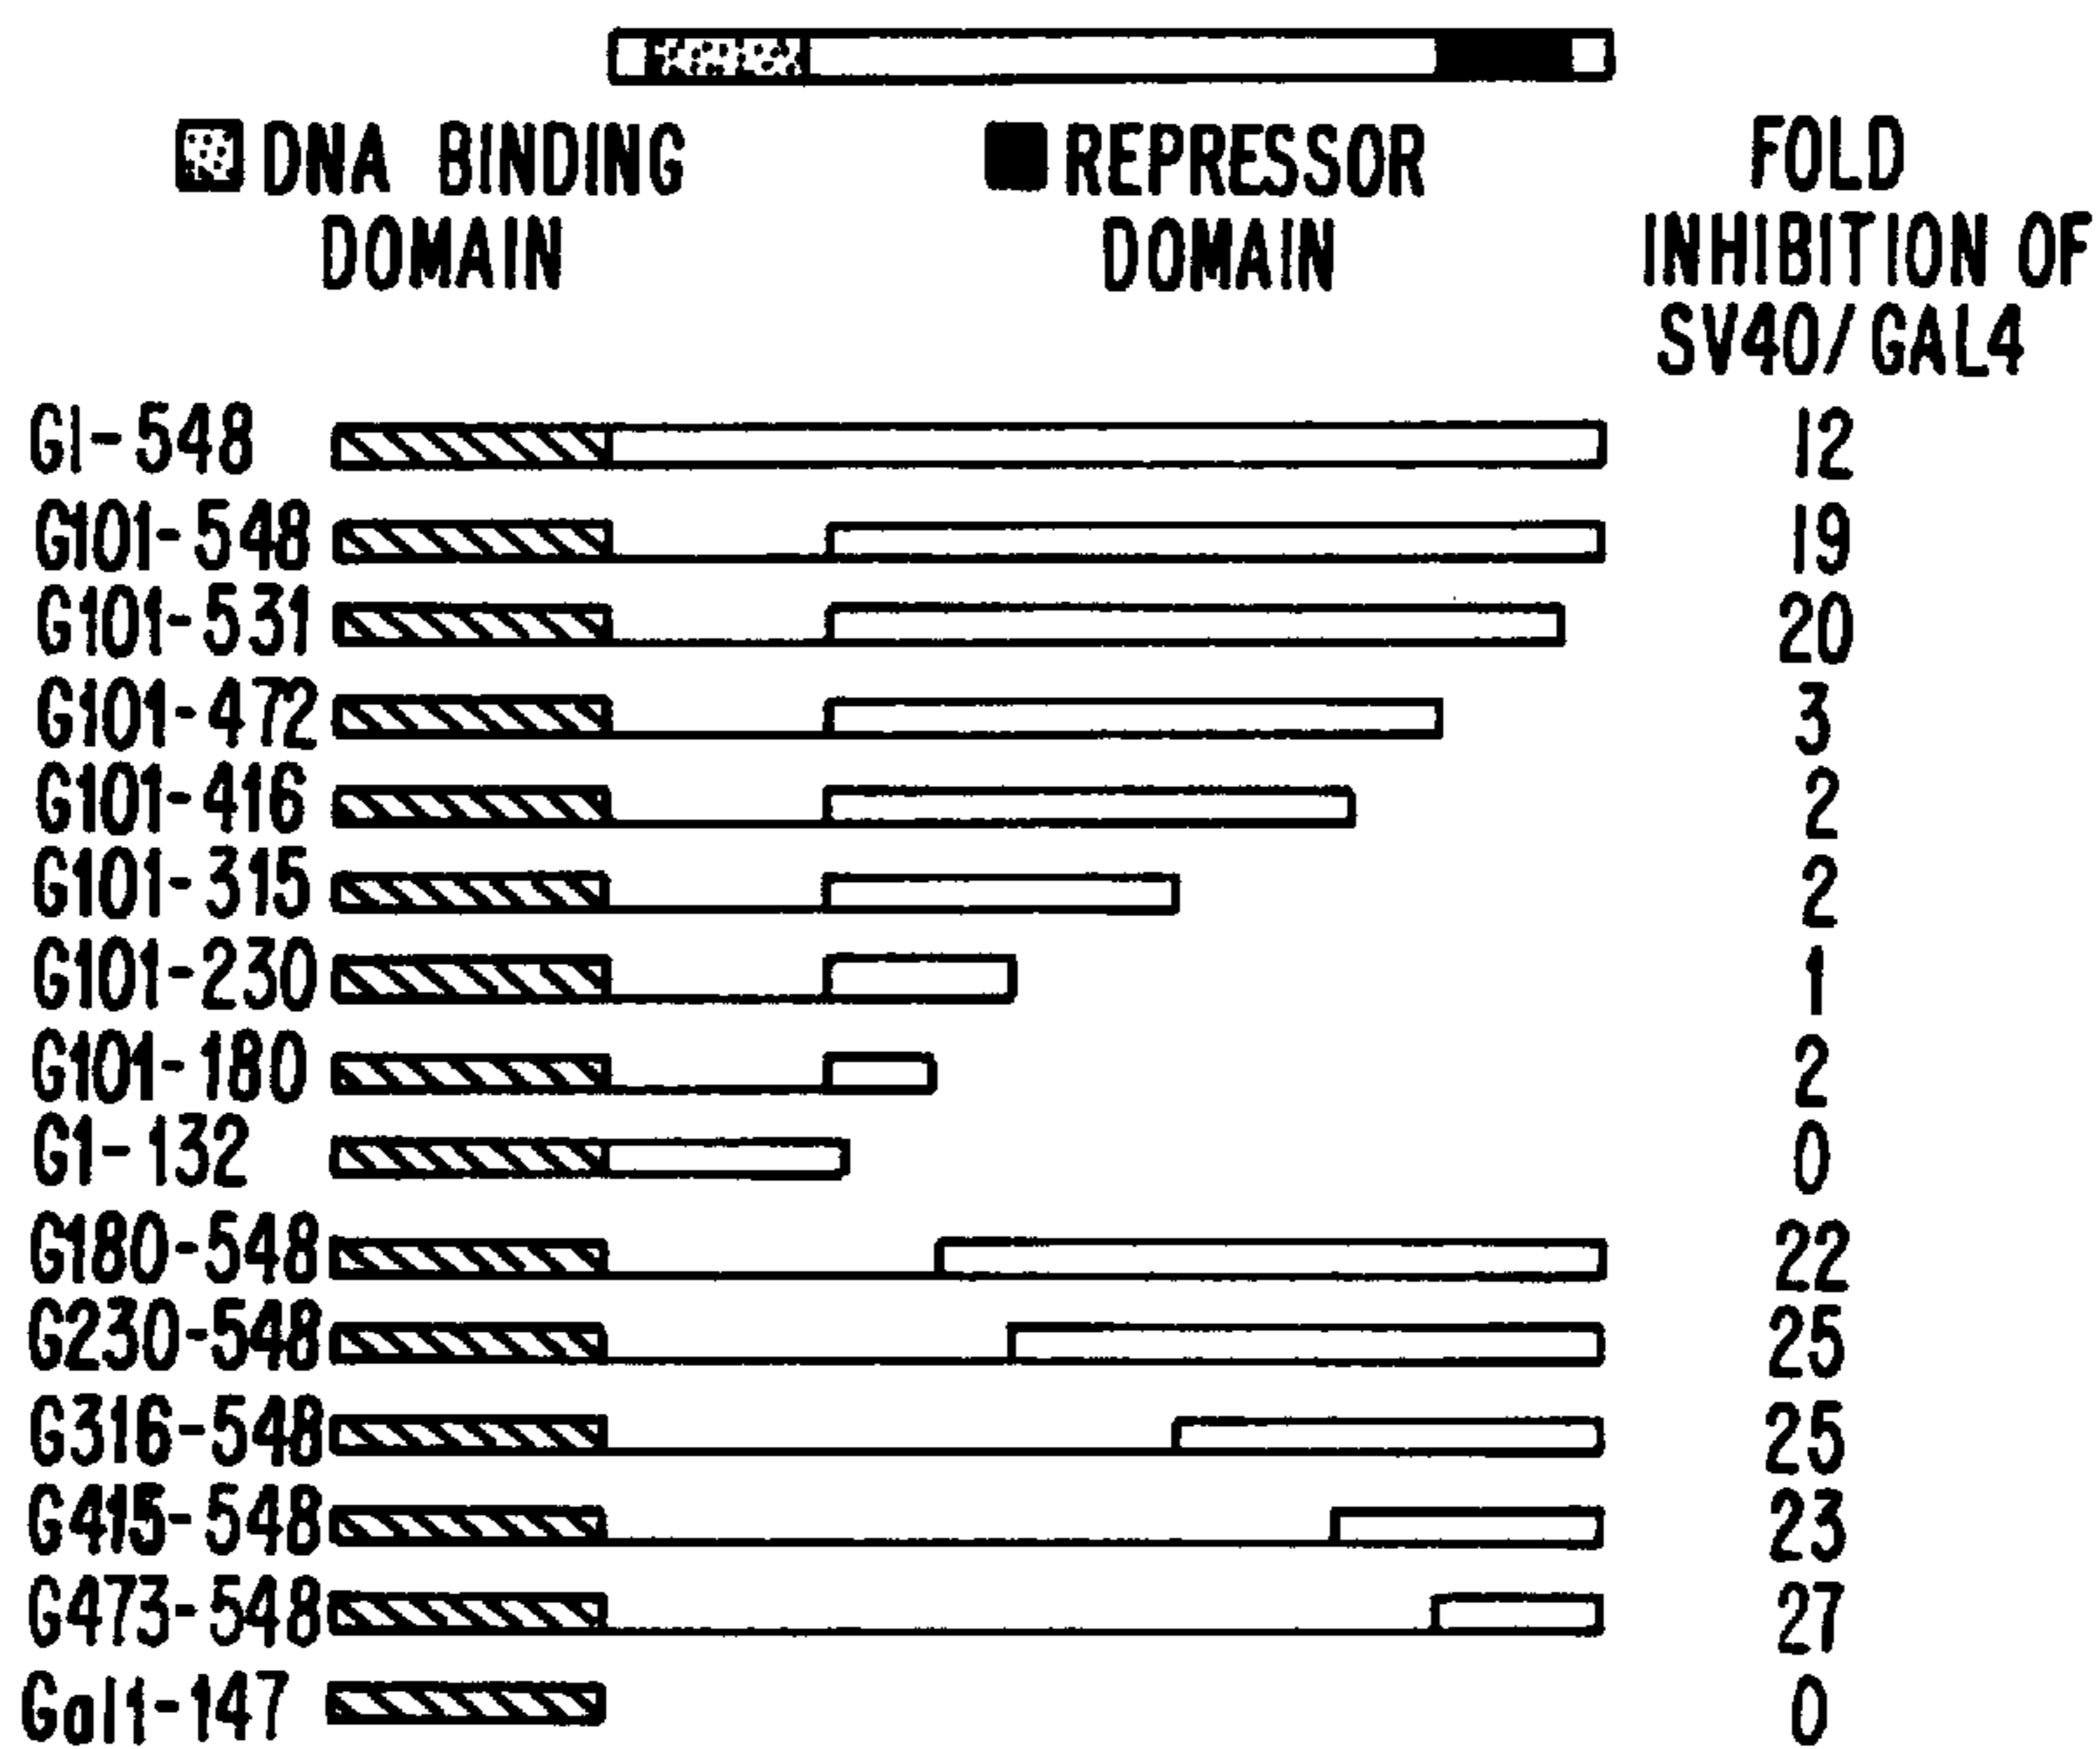 DNA BINDING DOMAIN
REPRESSOR DOMAIN
FOLD
INHIBITION OF
SV40/GAL4
G1-548 12
G101-548 19
G101-531 20
G101-472 3
G101-416 2
G101-315 2
G101-230 1
G101-180 2
G1-132 0
G180-548 22
G230-548 25
G316-548 25
G415-548 23
G473-548 27
Gal1-147 0